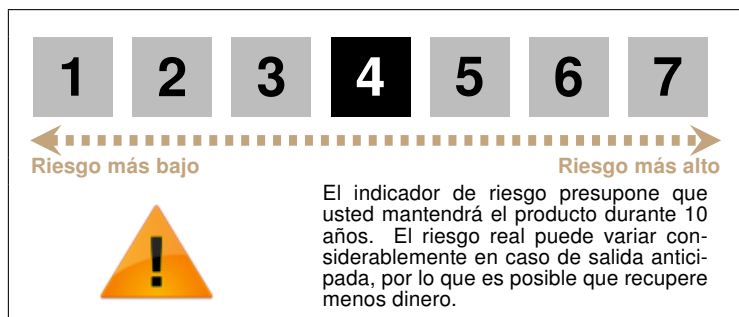 1 2 3 4 5 6 7
Riesgo más bajo Riesgo más alto
El indicador de riesgo presupone que
usted mantendrá el producto durante 10
años. El riesgo real puede variar con-
siderablemente en caso de salida antici-
pada, por lo que es posible que recupere
menos dinero.